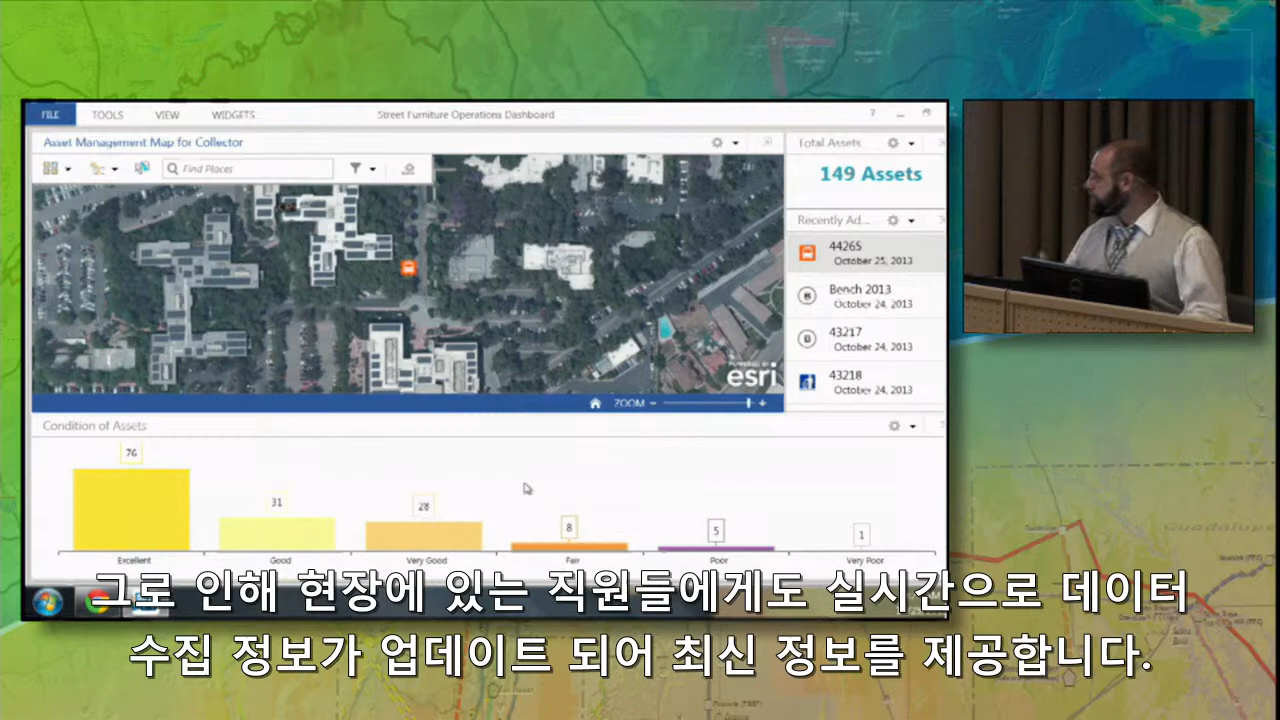 FILE TOOLS VIEW WIDGETS Street Furniture Operations Dashboard ?
Asset Management Map for Collector
Find Places
POWERED BY
esri
ZOOM - +
Total Assets
149 Assets
Recently Ad...
44265
October 25, 2013
Bench 2013
October 24, 2013
43217
October 24, 2013
43218
October 24, 2013
Condition of Assets
76 31 28 8 5 1
Excellent Good Very Good Fair Poor Very Poor
그로 인해 현장에 있는 직원들에게도 실시간으로 데이터
수집 정보가 업데이트 되어 최신 정보를 제공합니다.